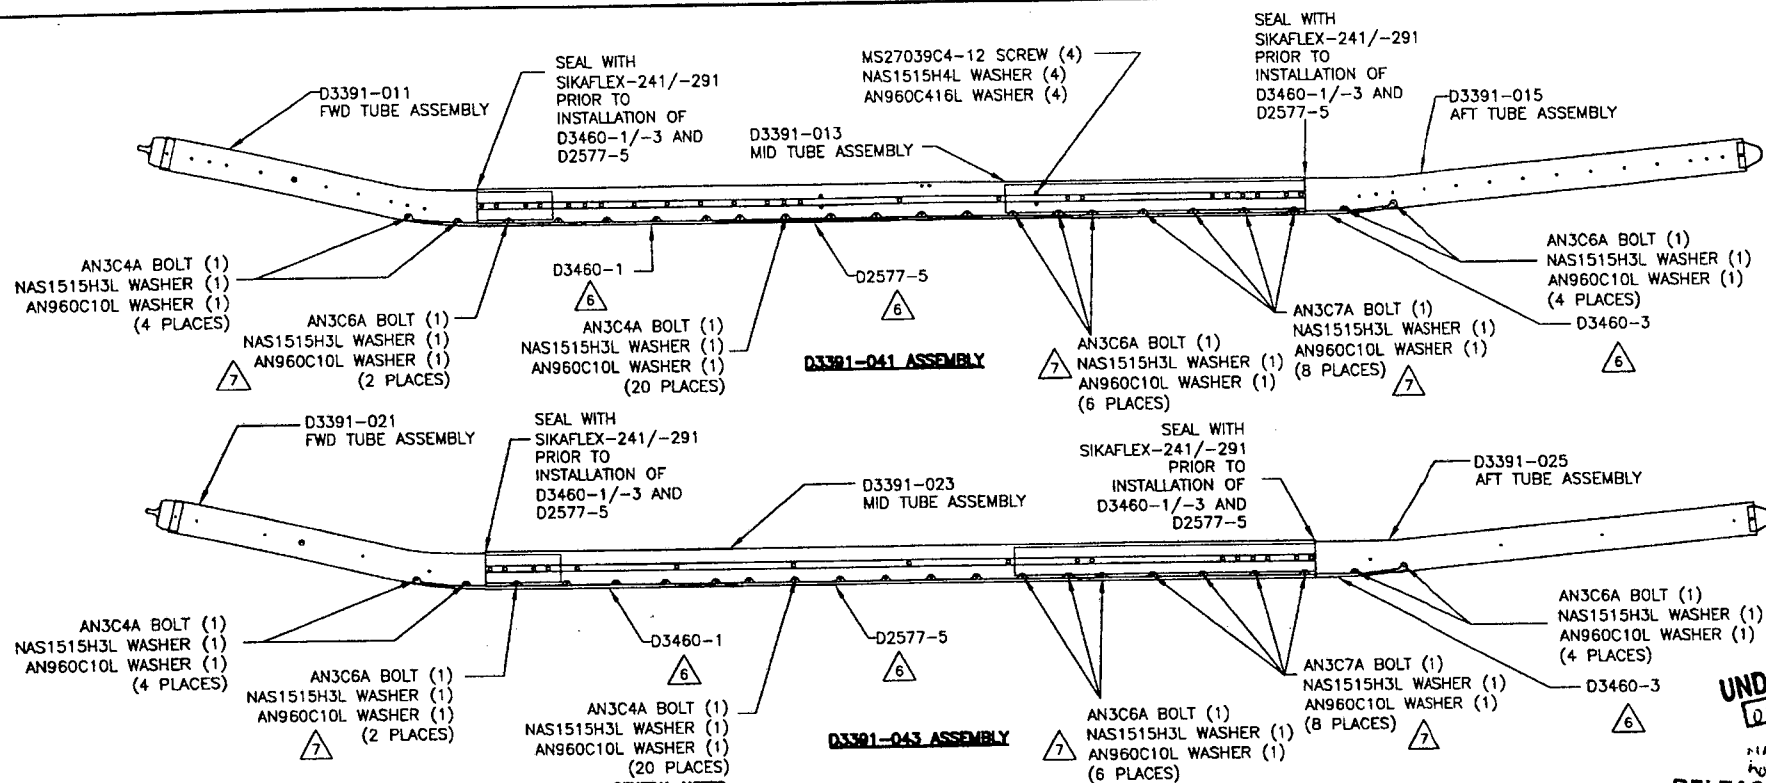 SEAL WITH
SIKAFLEX-241/-291
PRIOR TO
INSTALLATION OF
D3460-1/-3 AND
D2577-5
D3391-011
FWD TUBE ASSEMBLY
MS27039C4-12 SCREW (4)
NAS1515H4L WASHER (4)
AN960C416L WASHER (4)
D3391-013
MID TUBE ASSEMBLY
SEAL WITH
SIKAFLEX-241/-291
PRIOR TO
INSTALLATION OF
D3460-1/-3 AND
D2577-5
D3391-015
AFT TUBE ASSEMBLY
AN3C4A BOLT (1)
NAS1515H3L WASHER (1)
AN960C10L WASHER (1)
(4 PLACES)
AN3C6A BOLT (1)
NAS1515H3L WASHER (1)
AN960C10L WASHER (1)
(2 PLACES)
7
D3460-1
6
AN3C4A BOLT (1)
NAS1515H3L WASHER (1)
AN960C10L WASHER (1)
(20 PLACES)
D2577-5
6
D3391-041 ASSEMBLY
AN3C6A BOLT (1)
NAS1515H3L WASHER (1)
AN960C10L WASHER (1)
(6 PLACES)
7
AN3C7A BOLT (1)
NAS1515H3L WASHER (1)
AN960C10L WASHER (1)
(8 PLACES)
7
AN3C6A BOLT (1)
NAS1515H3L WASHER (1)
AN960C10L WASHER (1)
(4 PLACES)
D3460-3
6
D3391-021
FWD TUBE ASSEMBLY
SEAL WITH
SIKAFLEX-241/-291
PRIOR TO
INSTALLATION OF
D3460-1/-3 AND
D2577-5
D3391-023
MID TUBE ASSEMBLY
SEAL WITH
SIKAFLEX-241/-291
PRIOR TO
INSTALLATION OF
D3460-1/-3 AND
D2577-5
D3391-025
AFT TUBE ASSEMBLY
AN3C4A BOLT (1)
NAS1515H3L WASHER (1)
AN960C10L WASHER (1)
(4 PLACES)
AN3C6A BOLT (1)
NAS1515H3L WASHER (1)
AN960C10L WASHER (1)
(2 PLACES)
7
D3460-1
6
AN3C4A BOLT (1)
NAS1515H3L WASHER (1)
AN960C10L WASHER (1)
(20 PLACES)
D2577-5
6
D3391-043 ASSEMBLY
AN3C6A BOLT (1)
NAS1515H3L WASHER (1)
AN960C10L WASHER (1)
(6 PLACES)
7
AN3C7A BOLT (1)
NAS1515H3L WASHER (1)
AN960C10L WASHER (1)
(8 PLACES)
7
AN3C6A BOLT (1)
NAS1515H3L WASHER (1)
AN960C10L WASHER (1)
(4 PLACES)
D3460-3
6
UND